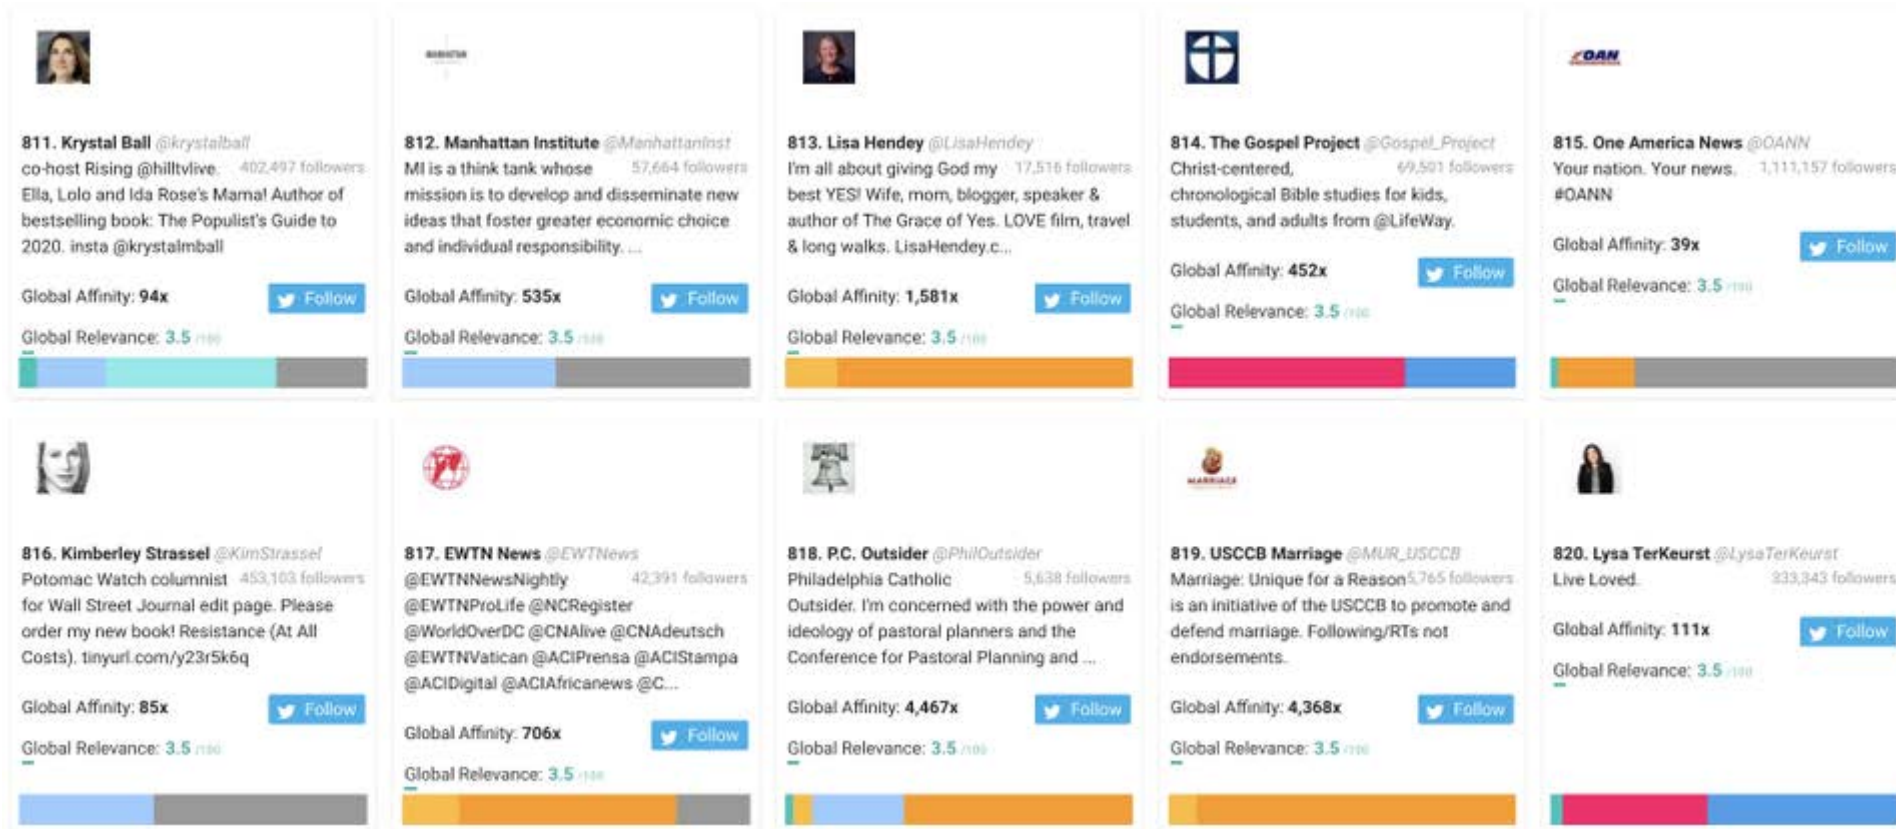 MANHATTAN
OAN
811. Krystal Ball @krystalball
co-host Rising @hilltvlive. 402,497 followers
Ella, Lolo and Ida Rose's Mama! Author of
bestselling book: The Populist's Guide to
2020. insta @krystalmball
Global Affinity: 94x
Follow
Global Relevance: 3.5 /100
812. Manhattan Institute @ManhattanInst
MI is a think tank whose 57,664 followers
mission is to develop and disseminate new
ideas that foster greater economic choice
and individual responsibility. ...
Global Affinity: 535x
Follow
Global Relevance: 3.5 /100
813. Lisa Hendey @LisaHendey
I'm all about giving God my 17,516 followers
best YES! Wife, mom, blogger, speaker &
author of The Grace of Yes. LOVE film, travel
& long walks. LisaHendey.c...
Global Affinity: 1,581x
Follow
Global Relevance: 3.5 /100
814. The Gospel Project @Gospel_Project
Christ-centered, 69,501 followers
chronological Bible studies for kids,
students, and adults from @LifeWay.
Global Affinity: 452x
Follow
Global Relevance: 3.5 /100
815. One America News @OANN
Your nation. Your news. 1,111,157 followers
#OANN
Global Affinity: 39x
Follow
Global Relevance: 3.5 /100
816. Kimberley Strassel @KimStrassel
Potomac Watch columnist 453,103 followers
for Wall Street Journal edit page. Please
order my new book! Resistance (At All
Costs). tinyurl.com/y23r5k6q
Global Affinity: 85x
Follow
Global Relevance: 3.5 /100
817. EWTN News @EWTNews
@EWTNNewsNightly 42,391 followers
@EWTNProLife @NCRegister
@WorldOverDC @CNAlive @CNAdeutsch
@EWTNVatican @ACIPrensa @ACIStampa
@ACIDigital @ACIAfricanews @C...
Global Affinity: 706x
Follow
Global Relevance: 3.5 /100
818. P.C. Outsider @PhilOutsider
Philadelphia Catholic 5,638 followers
Outsider. I'm concerned with the power and
ideology of pastoral planners and the
Conference for Pastoral Planning and ...
Global Affinity: 4,467x
Follow
Global Relevance: 3.5 /100
MARRIAGE
819. USCCB Marriage @MUR_USCCB
Marriage: Unique for a Reason 5,765 followers
is an initiative of the USCCB to promote and
defend marriage. Following/RTs not
endorsements.
Global Affinity: 4,368x
Follow
Global Relevance: 3.5 /100
820. Lysa TerKeurst @LysaTerKeurst
Live Loved. 333,343 followers
Global Affinity: 111x
Follow
Global Relevance: 3.5 /100